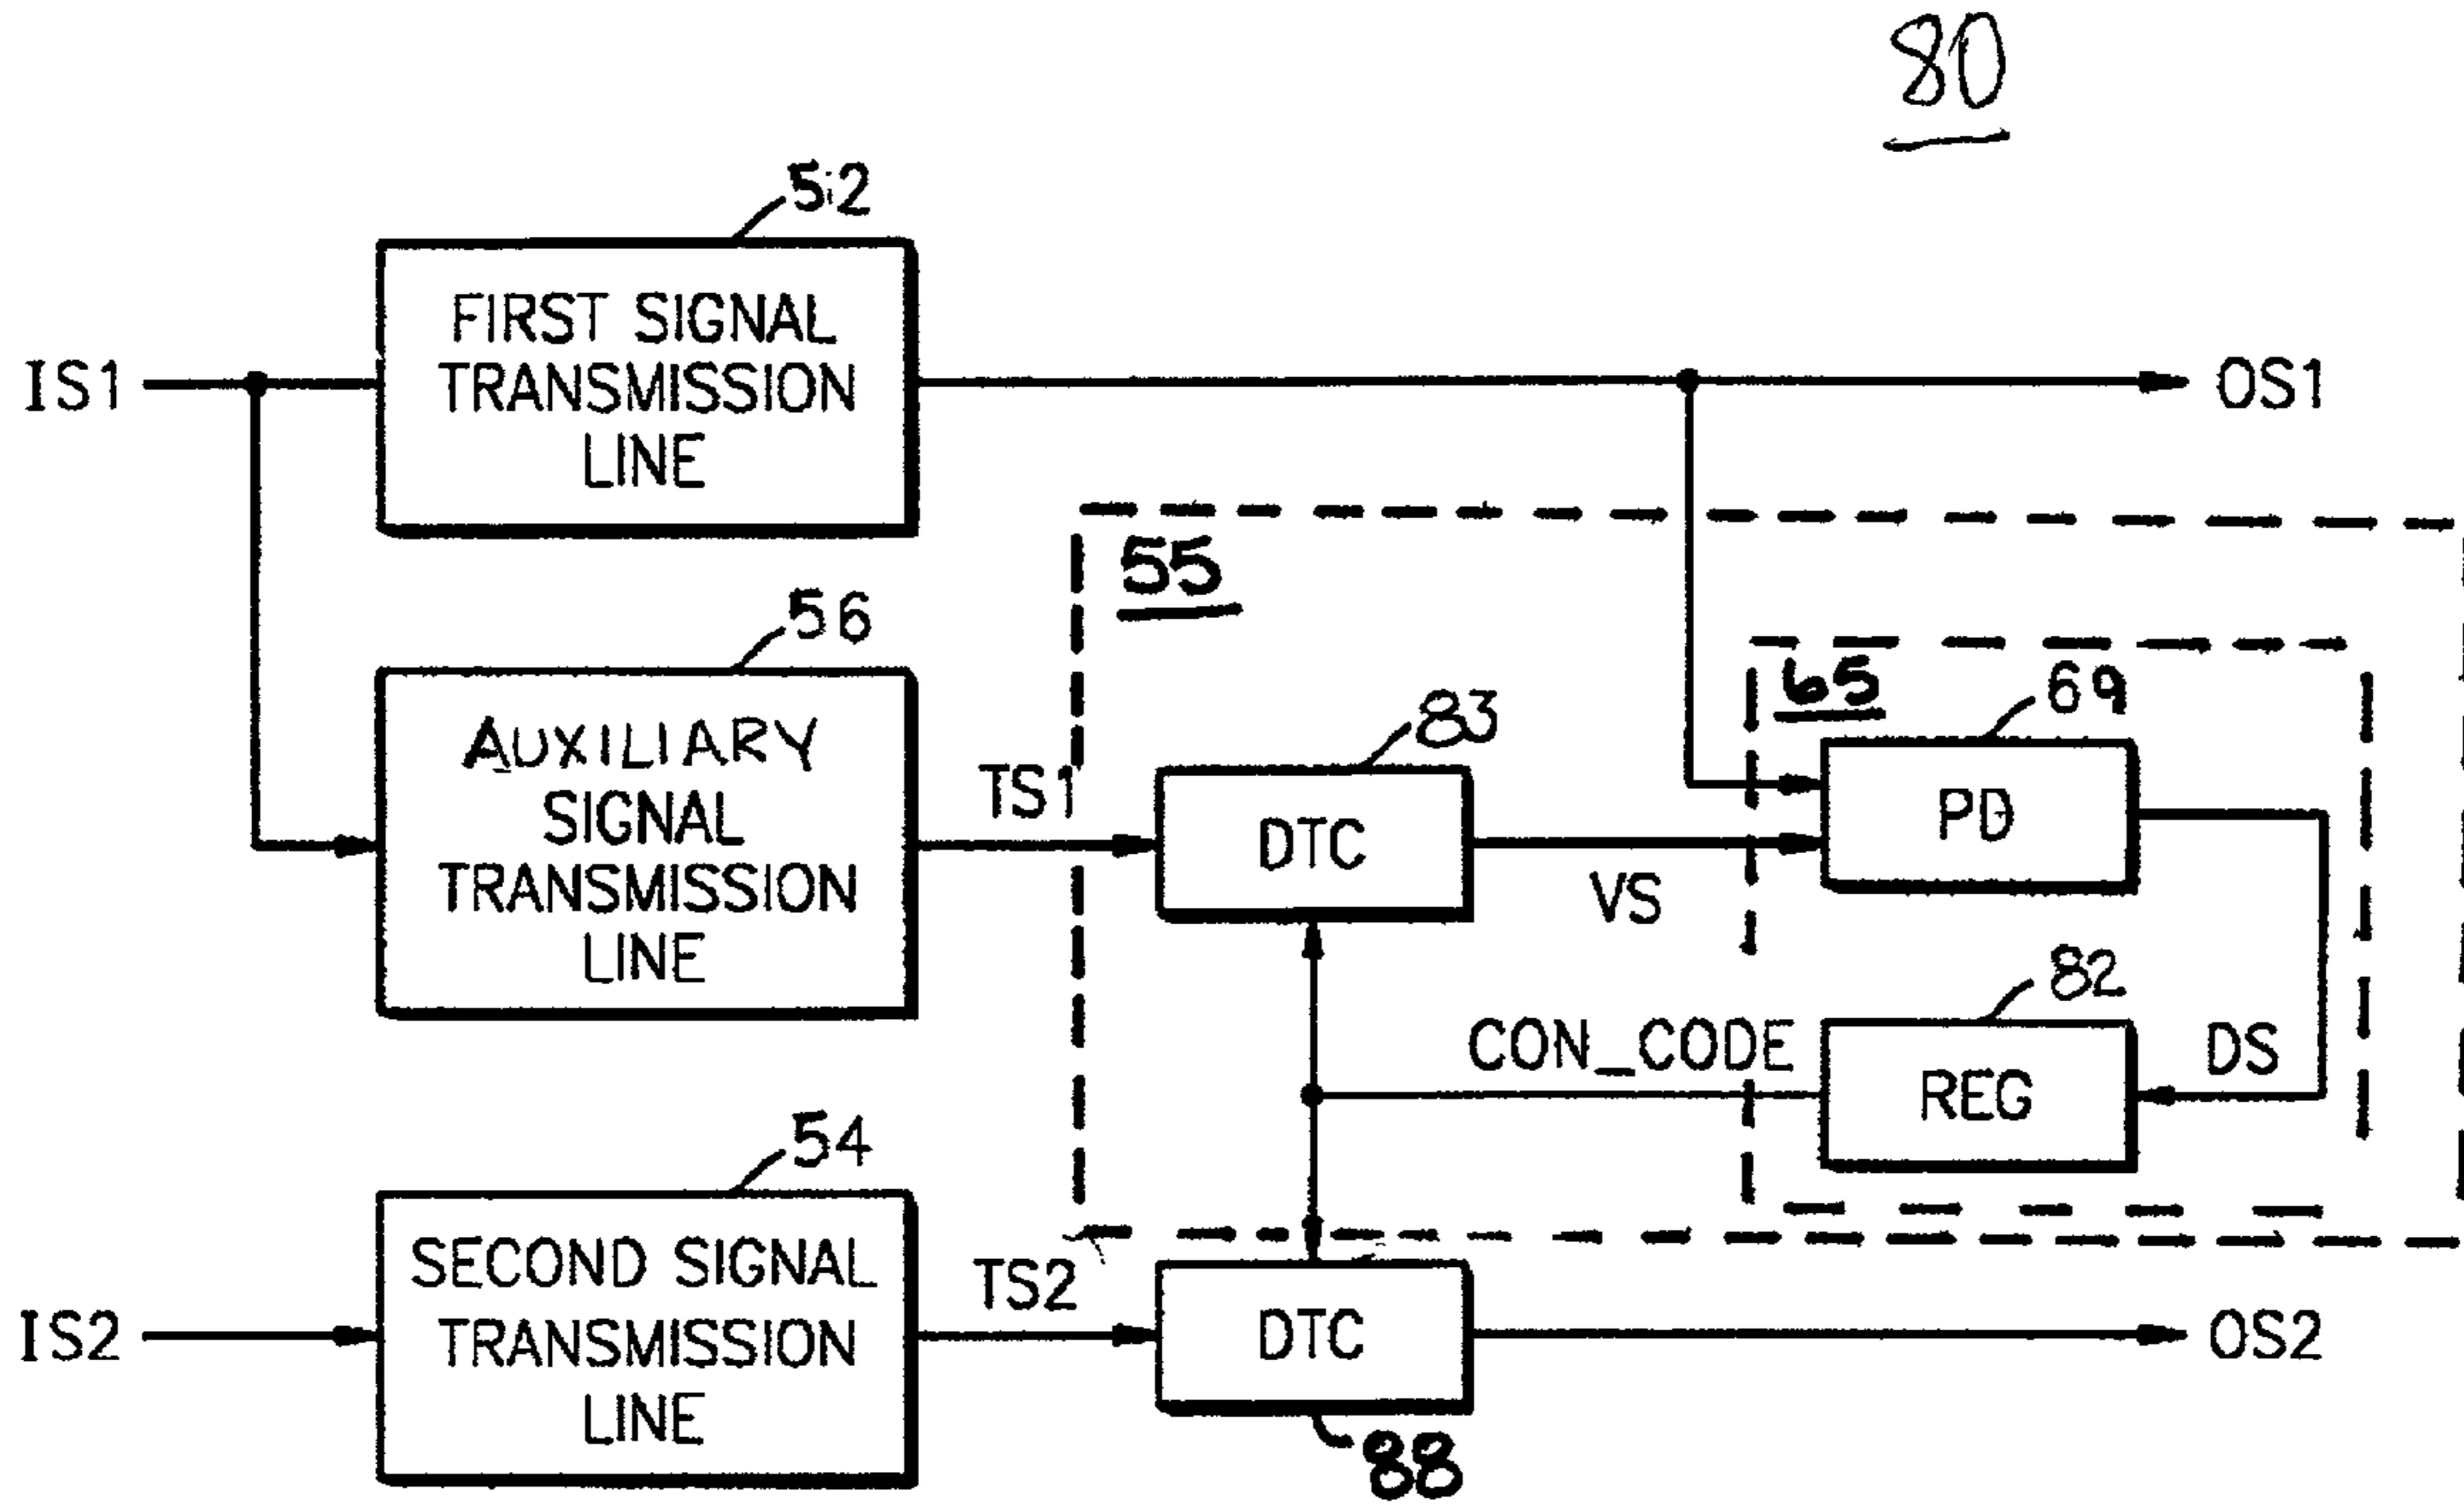 80
52
FIRST SIGNAL
TRANSMISSION
LINE
IS1
OS1
55
56
AUXILIARY
SIGNAL
TRANSMISSION
LINE
TS1
83
DTC
VS
65
69
PD
82
CON_CODE
REG
DS
54
SECOND SIGNAL
TRANSMISSION
LINE
IS2
TS2
DTC
OS2
88